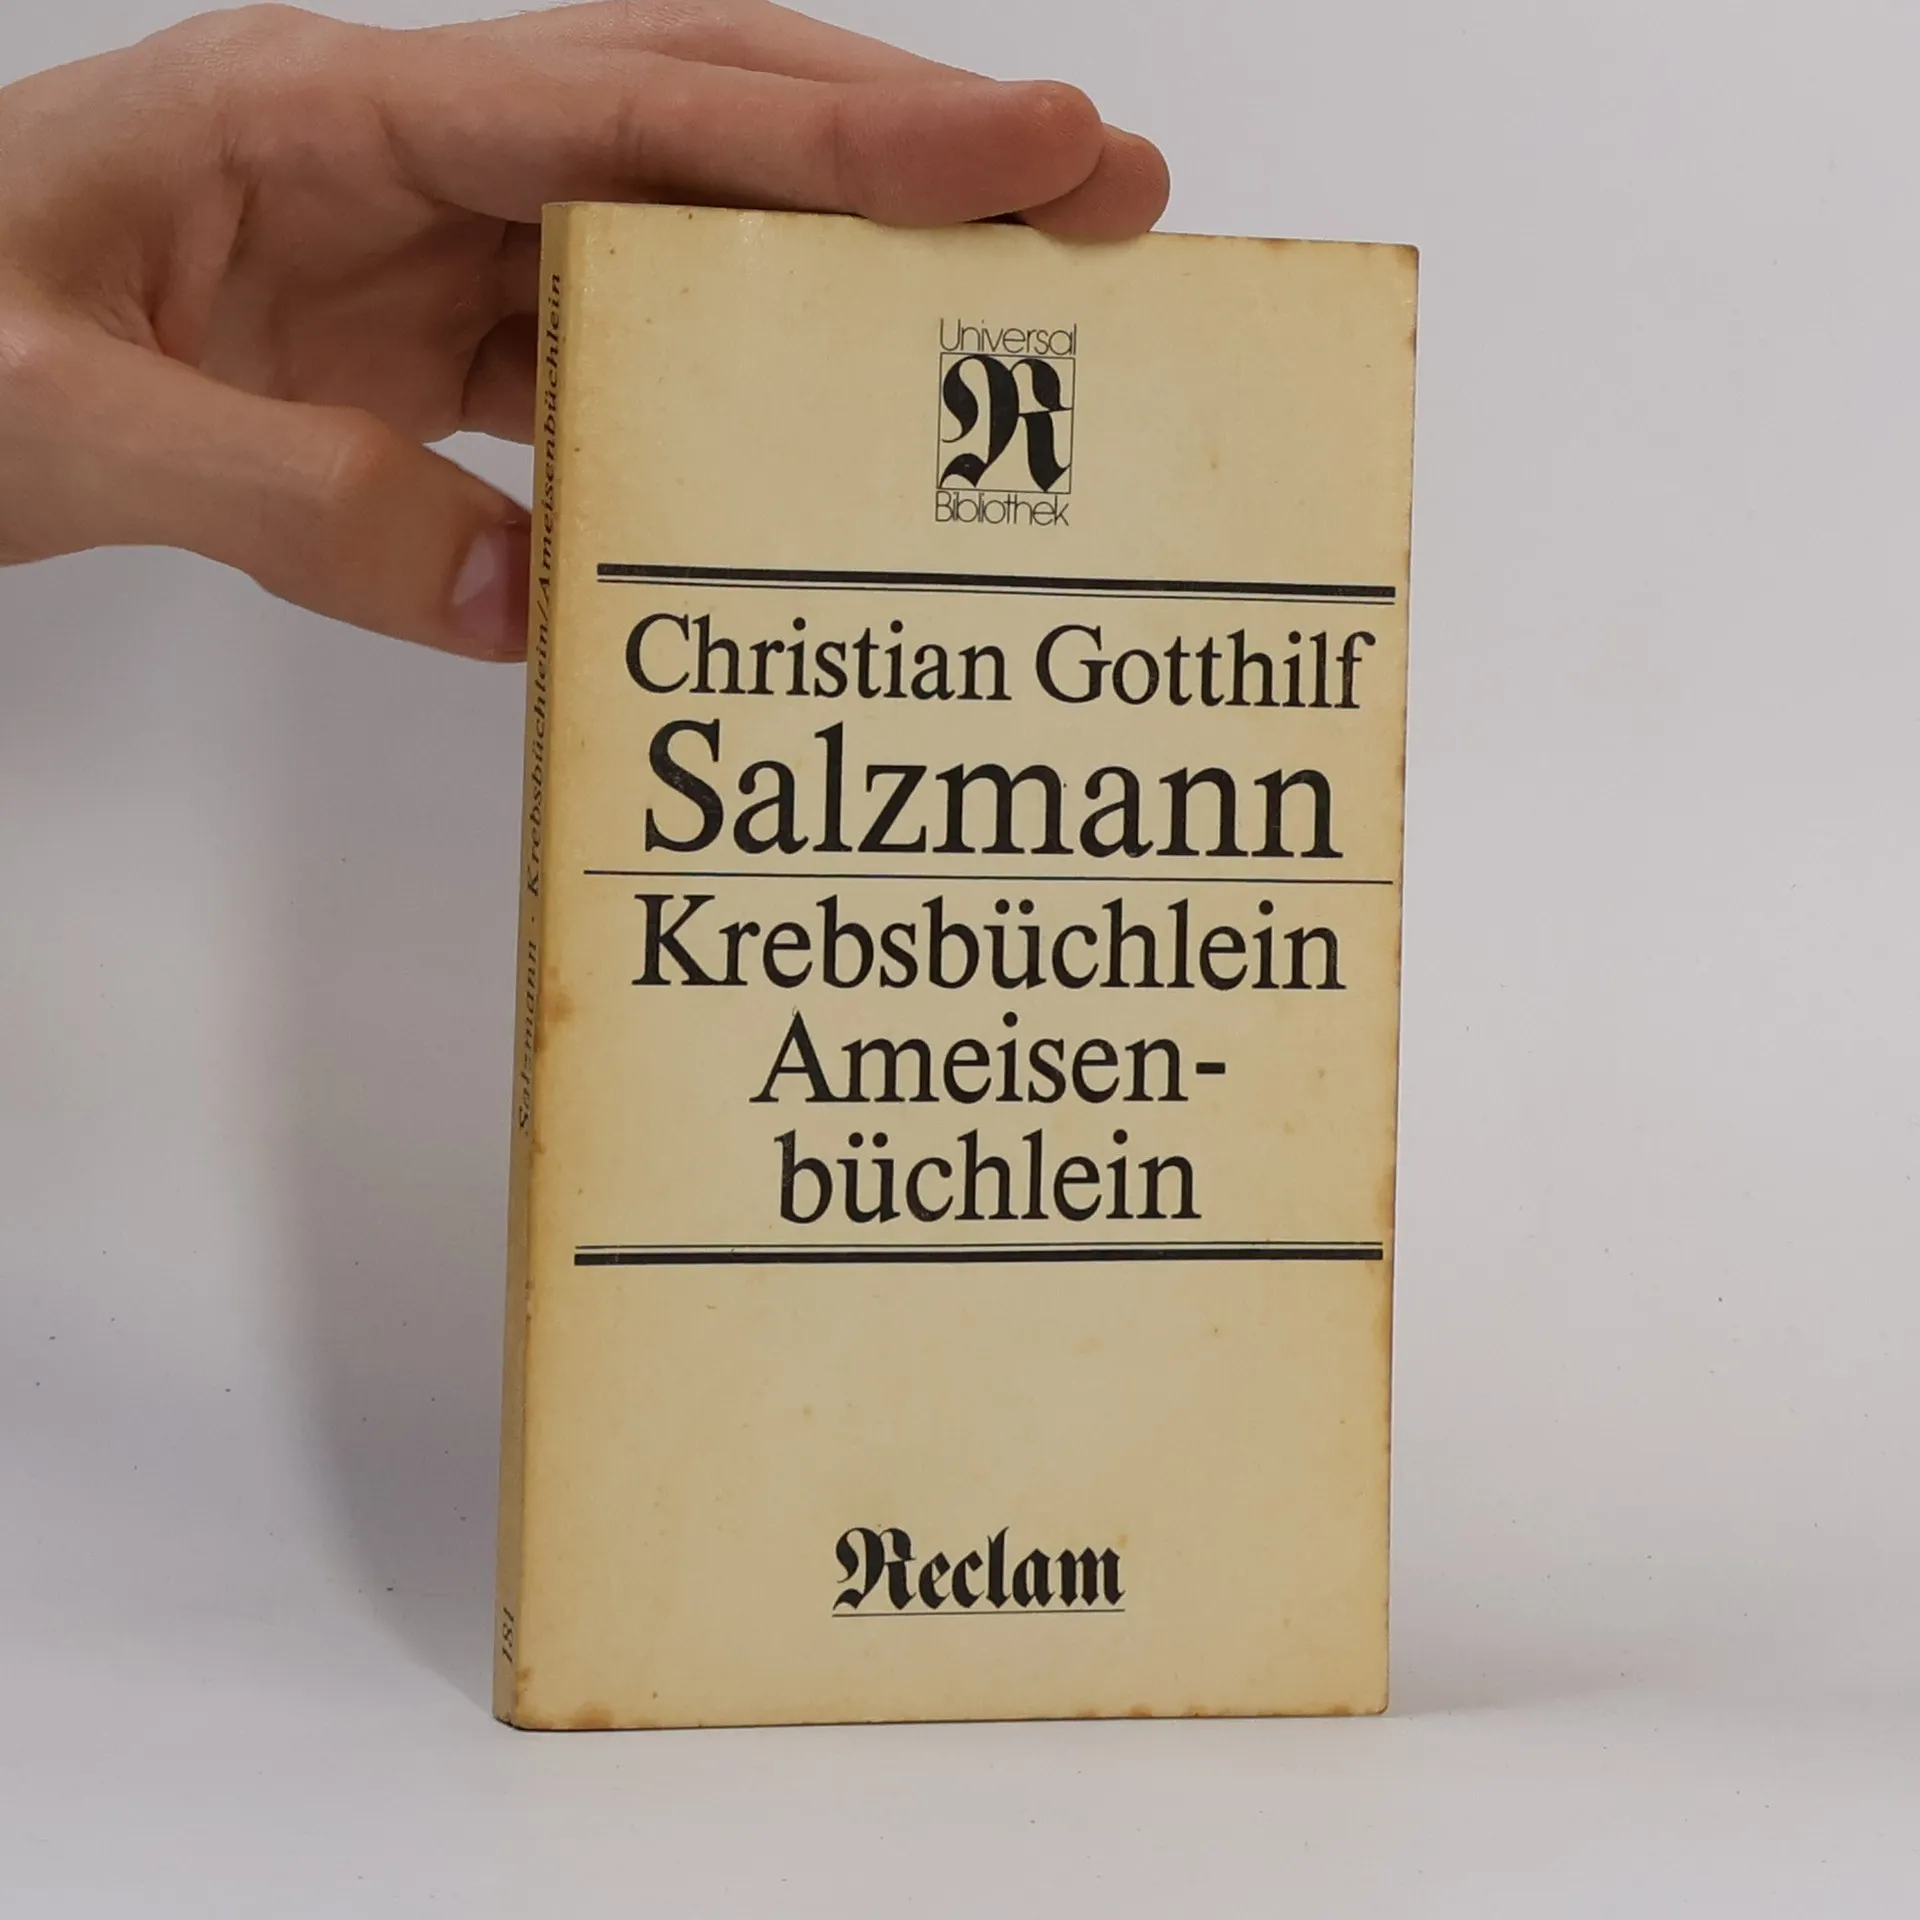 Universal
R
Bibliothek
Christian Gotthilf
Salzmann
Krebsbüchlein
Ameisen-
büchlein
Reclam
Salzmann · Krebsbüchlein/Ameisenbüchlein
181